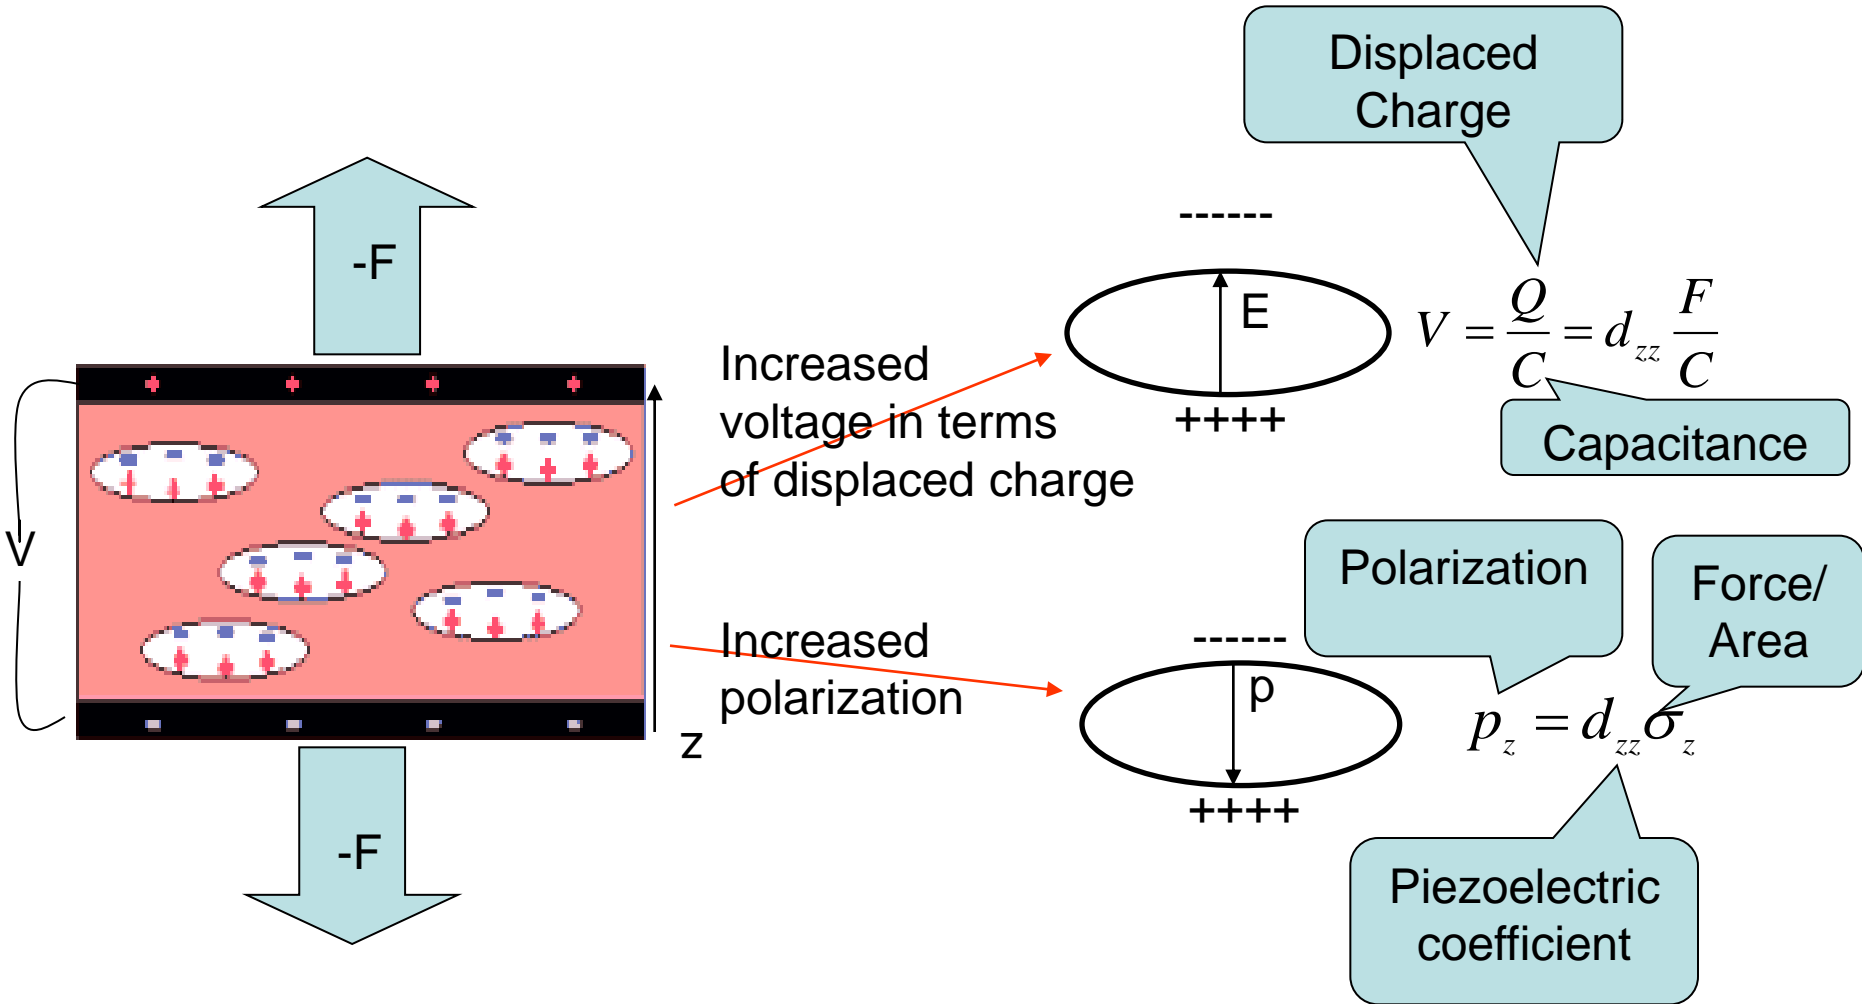 Displaced
Charge
-F
------
E
V = Q/C = d_zz F/C
Increased
voltage in terms
of displaced charge
++++
Capacitance
V
Polarization
Force/
Area
Increased
polarization
------
p
p_z = d_zz σ_z
z
++++
-F
Piezoelectric
coefficient